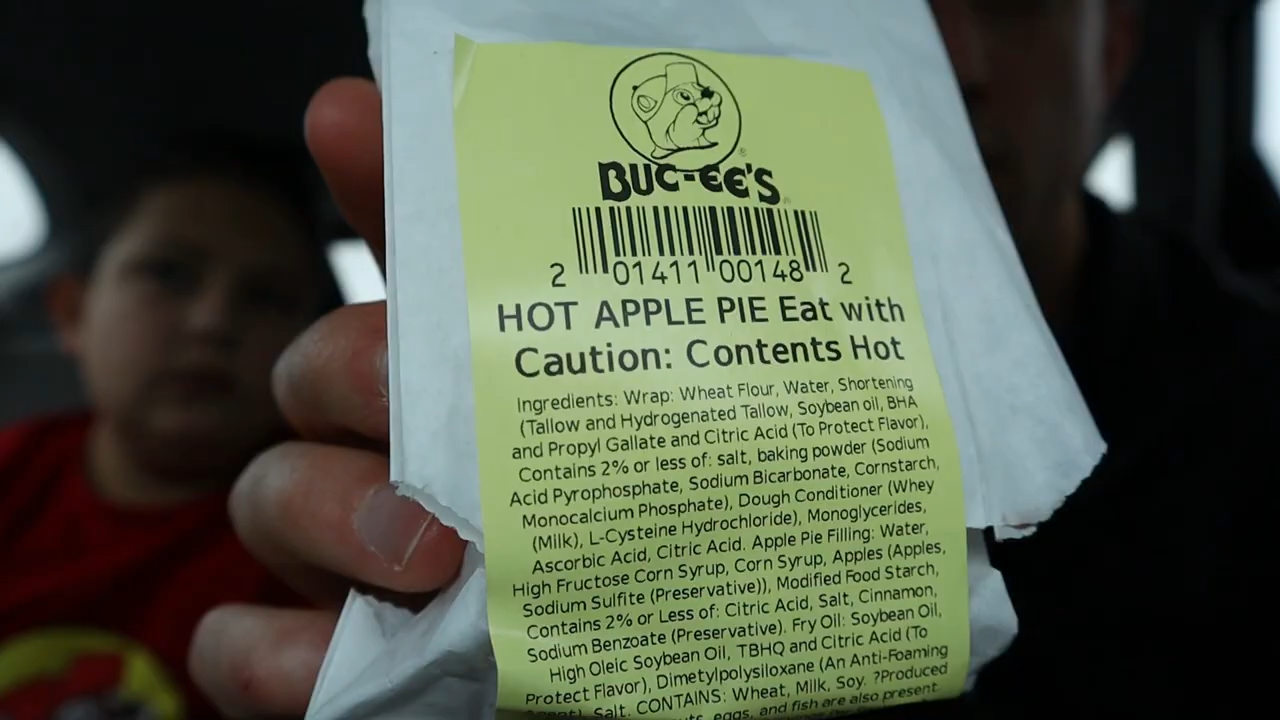 BUC-EE'S
2 01411 00148 2
HOT APPLE PIE Eat with
Caution: Contents Hot
Ingredients: Wrap: Wheat Flour, Water, Shortening
(Tallow and Hydrogenated Tallow, Soybean oil, BHA
and Propyl Gallate and Citric Acid (To Protect Flavor),
Contains 2% or less of: salt, baking powder (Sodium
Acid Pyrophosphate, Sodium Bicarbonate, Cornstarch,
Monocalcium Phosphate), Dough Conditioner (Whey
(Milk), L-Cysteine Hydrochloride), Monoglycerides,
Ascorbic Acid, Citric Acid. Apple Pie Filling: Water,
High Fructose Corn Syrup, Corn Syrup, Apples (Apples,
Sodium Sulfite (Preservative)), Modified Food Starch,
Contains 2% or Less of: Citric Acid, Salt, Cinnamon,
Sodium Benzoate (Preservative). Fry Oil: Soybean Oil,
High Oleic Soybean Oil, TBHQ and Citric Acid (To
Protect Flavor), Dimetylpolysiloxane (An Anti-Foaming
Agent), Salt. CONTAINS: Wheat, Milk, Soy. ?Produced
eggs, and fish are also present.